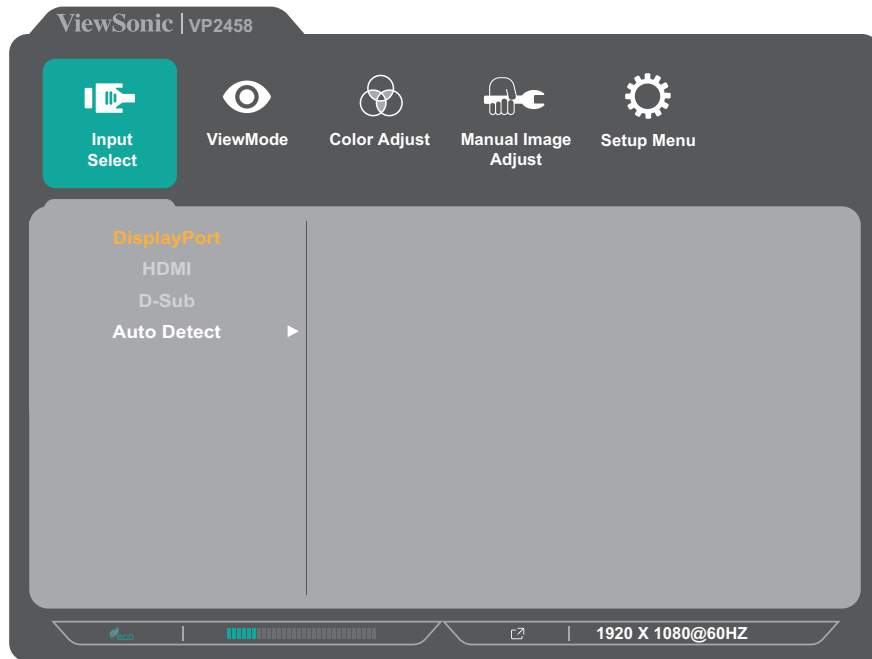 ViewSonic | VP2458
Input
Select
ViewMode
Color Adjust
Manual Image
Adjust
Setup Menu
DisplayPort
HDMI
D-Sub
Auto Detect
eco
1920 X 1080@60HZ